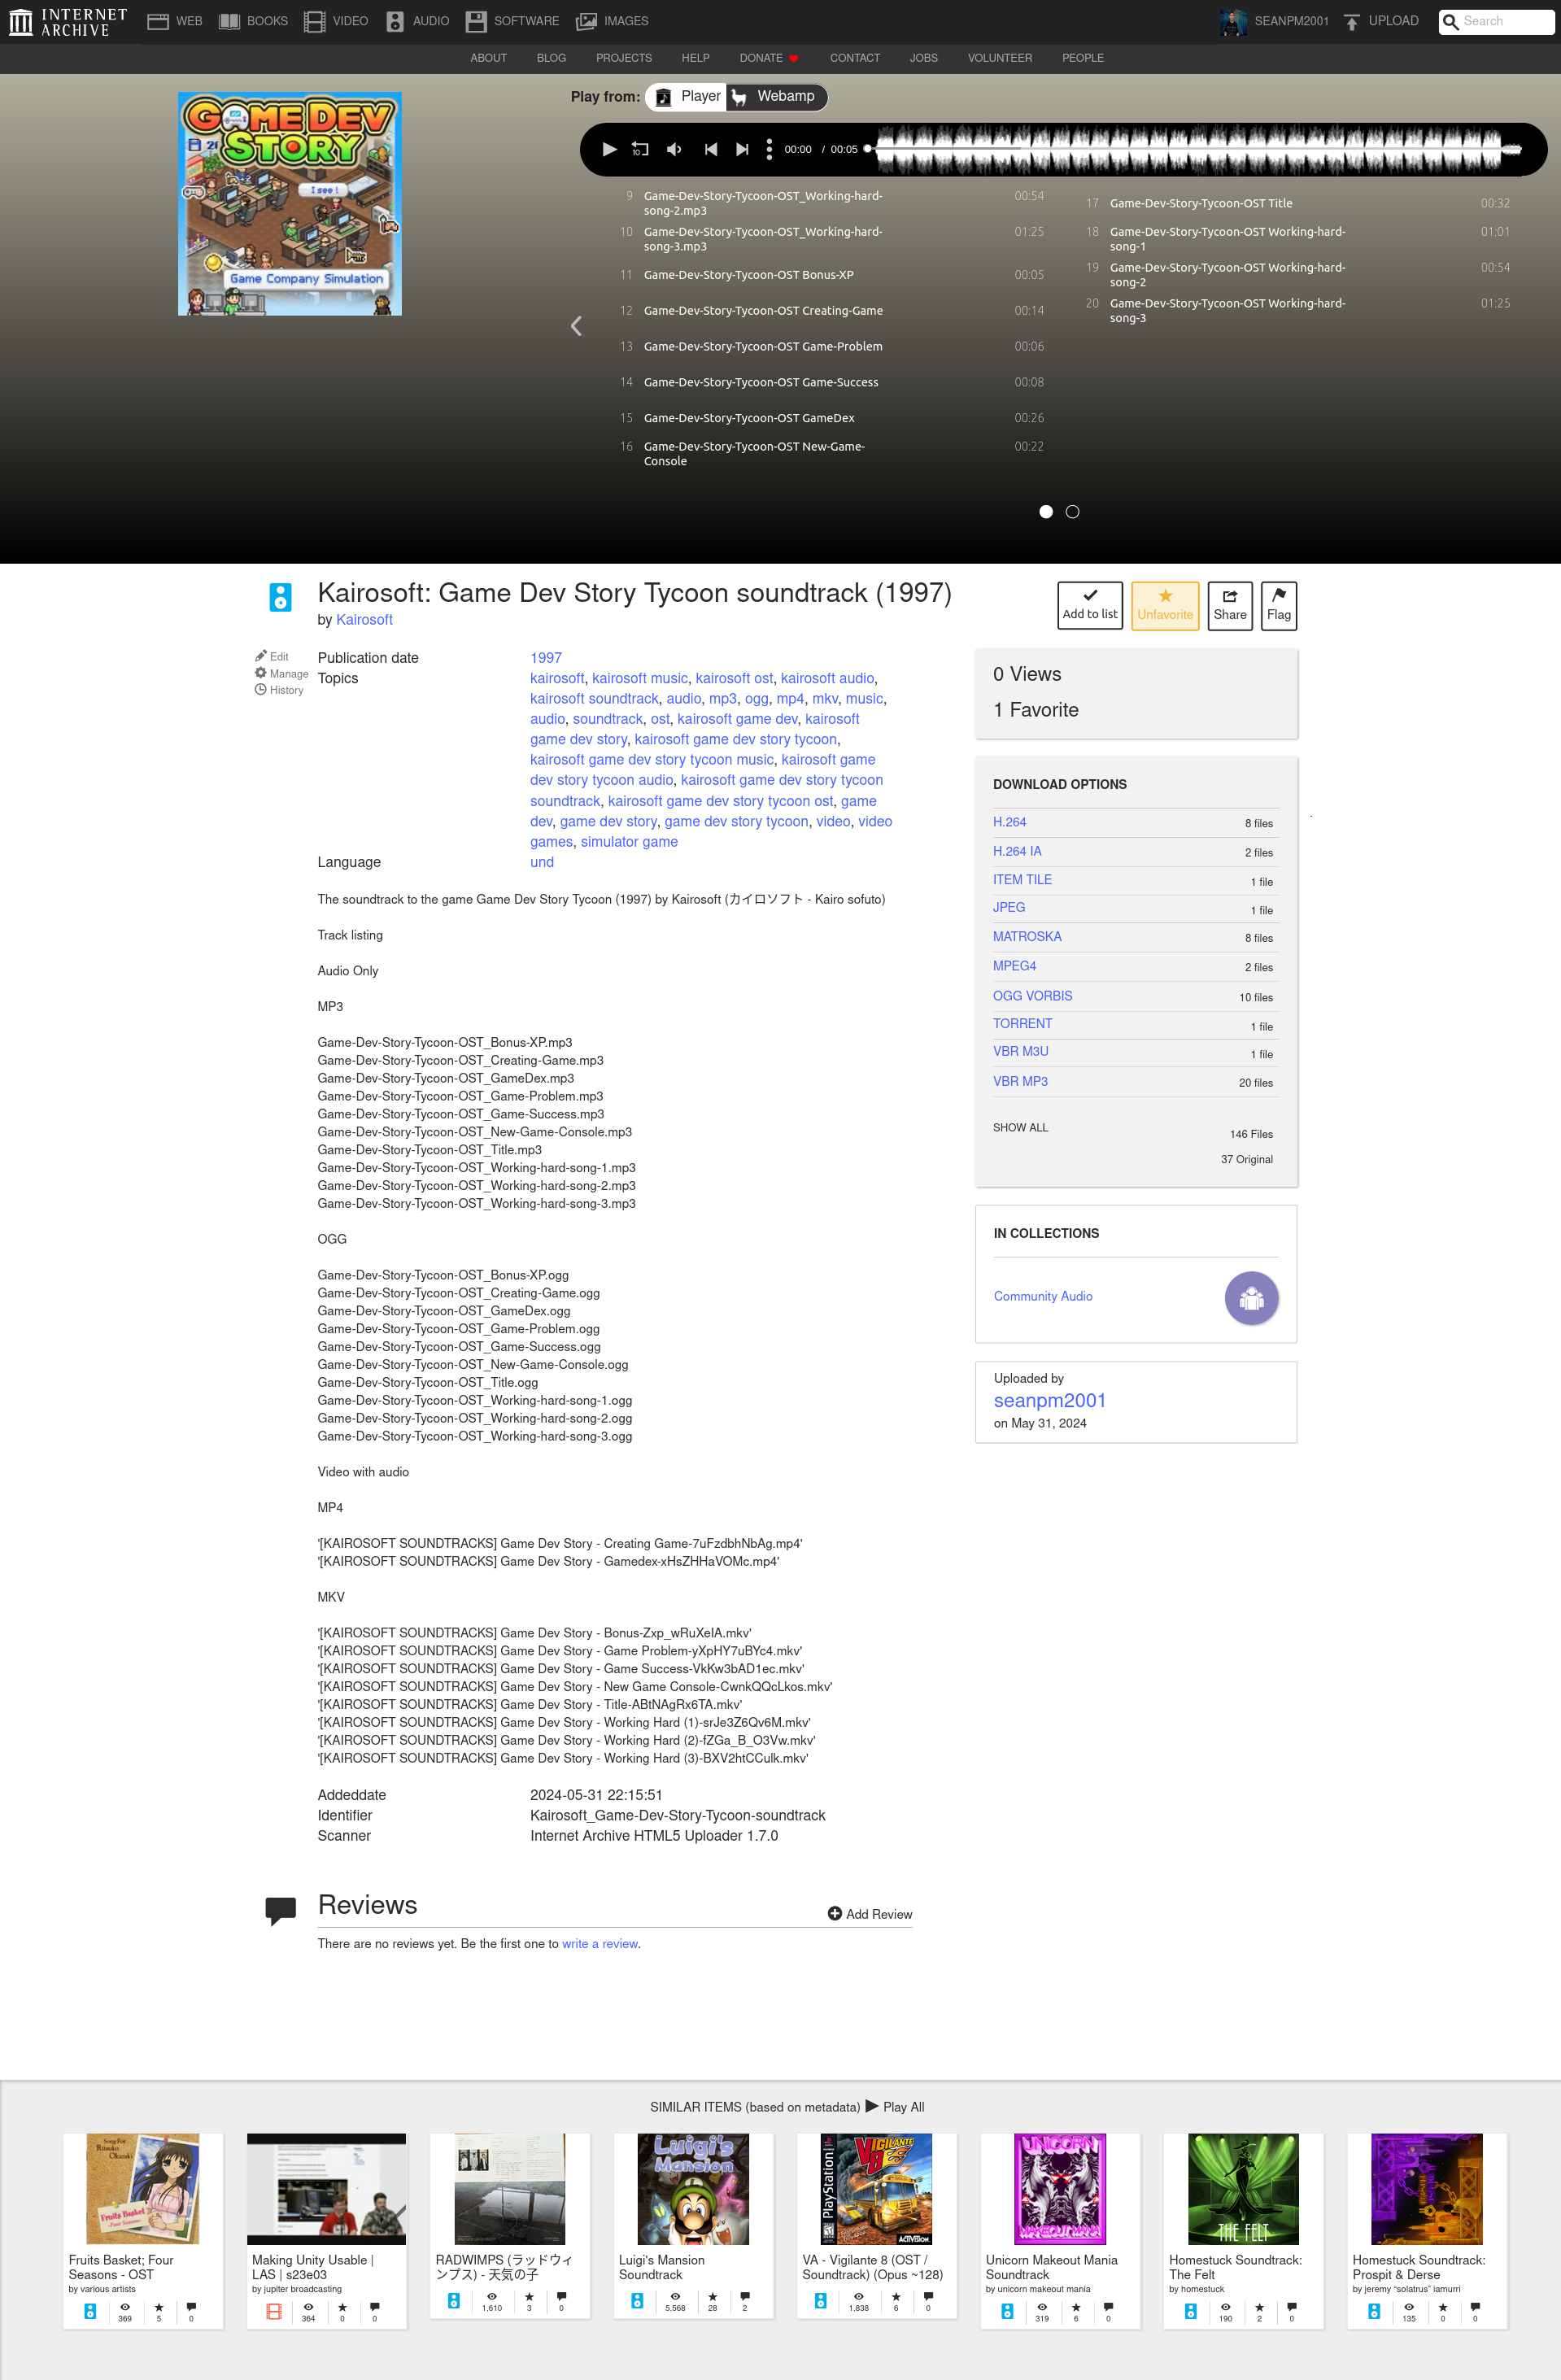 INTERNET ARCHIVE
WEB
BOOKS
VIDEO
AUDIO
SOFTWARE
IMAGES
SEANPM2001
UPLOAD
Search
ABOUT
BLOG
PROJECTS
HELP
DONATE
CONTACT
JOBS
VOLUNTEER
PEOPLE
GAME DEV STORY
I see!
Game Company Simulation
Play from:
Player
Webamp
10
00:00 / 00:05
9 Game-Dev-Story-Tycoon-OST_Working-hard- 00:54
song-2.mp3
10 Game-Dev-Story-Tycoon-OST_Working-hard- 01:25
song-3.mp3
11 Game-Dev-Story-Tycoon-OST Bonus-XP 00:05
12 Game-Dev-Story-Tycoon-OST Creating-Game 00:14
13 Game-Dev-Story-Tycoon-OST Game-Problem 00:06
14 Game-Dev-Story-Tycoon-OST Game-Success 00:08
15 Game-Dev-Story-Tycoon-OST GameDex 00:26
16 Game-Dev-Story-Tycoon-OST New-Game- 00:22
Console
17 Game-Dev-Story-Tycoon-OST Title 00:32
18 Game-Dev-Story-Tycoon-OST Working-hard- 01:01
song-1
19 Game-Dev-Story-Tycoon-OST Working-hard- 00:54
song-2
20 Game-Dev-Story-Tycoon-OST Working-hard- 01:25
song-3
Kairosoft: Game Dev Story Tycoon soundtrack (1997)
by Kairosoft
Add to list
Unfavorite
Share
Flag
Edit
Manage
History
Publication date 1997
Topics kairosoft, kairosoft music, kairosoft ost, kairosoft audio,
kairosoft soundtrack, audio, mp3, ogg, mp4, mkv, music,
audio, soundtrack, ost, kairosoft game dev, kairosoft
game dev story, kairosoft game dev story tycoon,
kairosoft game dev story tycoon music, kairosoft game
dev story tycoon audio, kairosoft game dev story tycoon
soundtrack, kairosoft game dev story tycoon ost, game
dev, game dev story, game dev story tycoon, video, video
games, simulator game
Language und
The soundtrack to the game Game Dev Story Tycoon (1997) by Kairosoft (カイロソフト - Kairo sofuto)
Track listing
Audio Only
MP3
Game-Dev-Story-Tycoon-OST_Bonus-XP.mp3
Game-Dev-Story-Tycoon-OST_Creating-Game.mp3
Game-Dev-Story-Tycoon-OST_GameDex.mp3
Game-Dev-Story-Tycoon-OST_Game-Problem.mp3
Game-Dev-Story-Tycoon-OST_Game-Success.mp3
Game-Dev-Story-Tycoon-OST_New-Game-Console.mp3
Game-Dev-Story-Tycoon-OST_Title.mp3
Game-Dev-Story-Tycoon-OST_Working-hard-song-1.mp3
Game-Dev-Story-Tycoon-OST_Working-hard-song-2.mp3
Game-Dev-Story-Tycoon-OST_Working-hard-song-3.mp3
OGG
Game-Dev-Story-Tycoon-OST_Bonus-XP.ogg
Game-Dev-Story-Tycoon-OST_Creating-Game.ogg
Game-Dev-Story-Tycoon-OST_GameDex.ogg
Game-Dev-Story-Tycoon-OST_Game-Problem.ogg
Game-Dev-Story-Tycoon-OST_Game-Success.ogg
Game-Dev-Story-Tycoon-OST_New-Game-Console.ogg
Game-Dev-Story-Tycoon-OST_Title.ogg
Game-Dev-Story-Tycoon-OST_Working-hard-song-1.ogg
Game-Dev-Story-Tycoon-OST_Working-hard-song-2.ogg
Game-Dev-Story-Tycoon-OST_Working-hard-song-3.ogg
Video with audio
MP4
'[KAIROSOFT SOUNDTRACKS] Game Dev Story - Creating Game-7uFzdbhNbAg.mp4'
'[KAIROSOFT SOUNDTRACKS] Game Dev Story - Gamedex-xHsZHHaVOMc.mp4'
MKV
'[KAIROSOFT SOUNDTRACKS] Game Dev Story - Bonus-Zxp_wRuXeIA.mkv'
'[KAIROSOFT SOUNDTRACKS] Game Dev Story - Game Problem-yXpHY7uBYc4.mkv'
'[KAIROSOFT SOUNDTRACKS] Game Dev Story - Game Success-VkKw3bAD1ec.mkv'
'[KAIROSOFT SOUNDTRACKS] Game Dev Story - New Game Console-CwnkQQcLkos.mkv'
'[KAIROSOFT SOUNDTRACKS] Game Dev Story - Title-ABtNAgRx6TA.mkv'
'[KAIROSOFT SOUNDTRACKS] Game Dev Story - Working Hard (1)-srJe3Z6Qv6M.mkv'
'[KAIROSOFT SOUNDTRACKS] Game Dev Story - Working Hard (2)-fZGa_B_O3Vw.mkv'
'[KAIROSOFT SOUNDTRACKS] Game Dev Story - Working Hard (3)-BXV2htCCulk.mkv'
Addeddate 2024-05-31 22:15:51
Identifier Kairosoft_Game-Dev-Story-Tycoon-soundtrack
Scanner Internet Archive HTML5 Uploader 1.7.0
0 Views
1 Favorite
DOWNLOAD OPTIONS
H.264 8 files
H.264 IA 2 files
ITEM TILE 1 file
JPEG 1 file
MATROSKA 8 files
MPEG4 2 files
OGG VORBIS 10 files
TORRENT 1 file
VBR M3U 1 file
VBR MP3 20 files
SHOW ALL 146 Files
37 Original
IN COLLECTIONS
Community Audio
Uploaded by
seanpm2001
on May 31, 2024
Reviews
Add Review
There are no reviews yet. Be the first one to write a review.
SIMILAR ITEMS (based on metadata) Play All
Song For
Ritsuko
Okazaki
Fruits Basket
Four Seasons
Fruits Basket; Four
Seasons - OST
by various artists
369 5 0
Making Unity Usable |
LAS | s23e03
by jupiter broadcasting
364 0 0
RADWIMPS (ラッドウィ
ンプス) - 天気の子
1,610 3 0
Luigi's Mansion
Luigi's Mansion
Soundtrack
5,568 28 2
PlayStation
VIGILANTE 8
ACTIVISION
VA - Vigilante 8 (OST /
Soundtrack) (Opus ~128)
1,838 6 0
UNICORN
MAKEOUT MANIA
Unicorn Makeout Mania
Soundtrack
by unicorn makeout mania
319 6 0
THE FELT
Homestuck Soundtrack:
The Felt
by homestuck
190 2 0
Homestuck Soundtrack:
Prospit & Derse
by jeremy "solatrus" iamurri
135 0 0